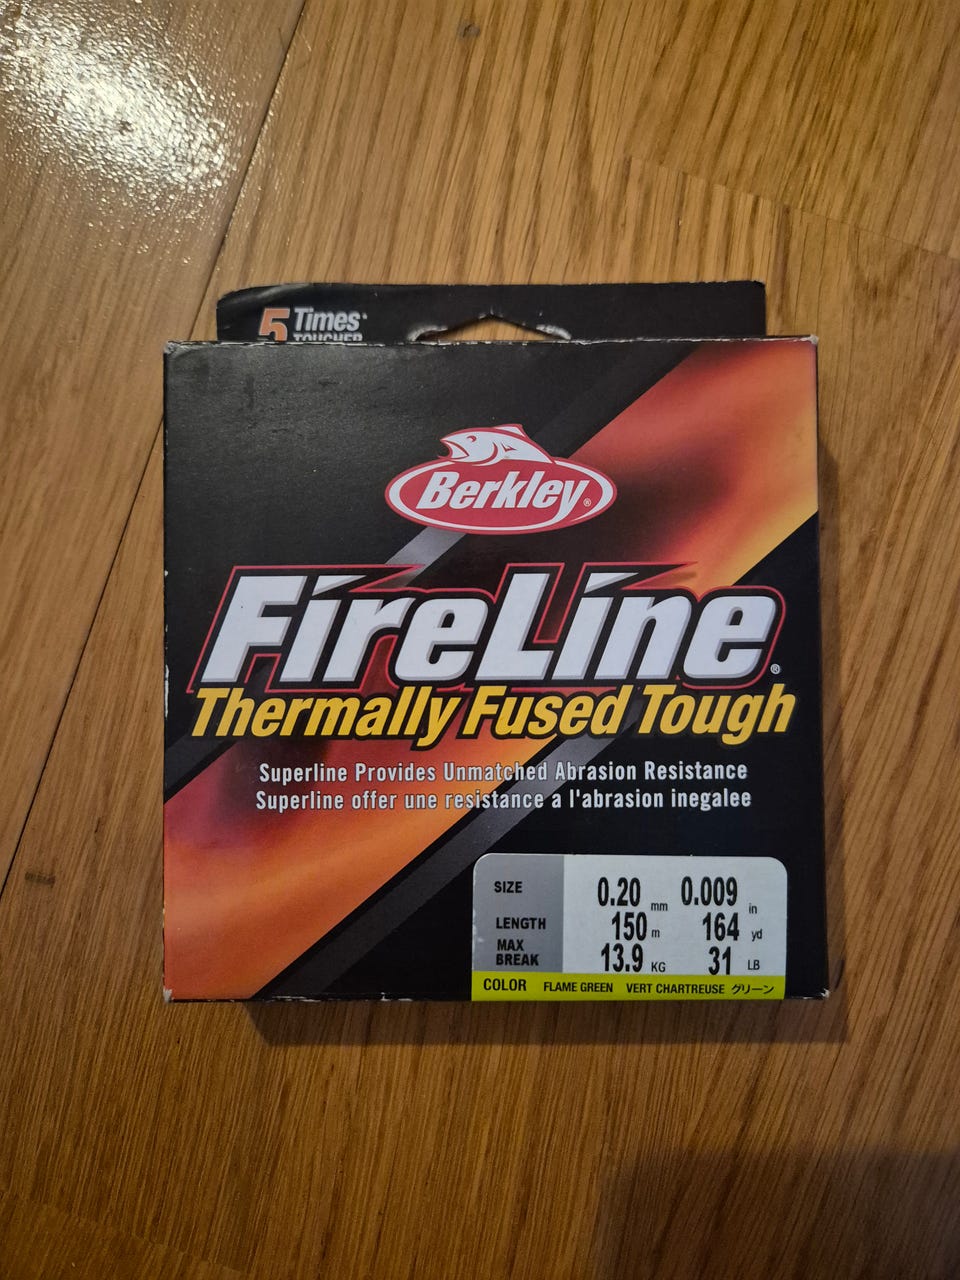 5 Times
TOUGHER
Berkley®
FireLine®
Thermally Fused Tough
Superline Provides Unmatched Abrasion Resistance
Superline offer une resistance a l'abrasion inegalee
SIZE 0.20 mm 0.009 in
LENGTH 150 m 164 yd
MAX
BREAK 13.9 KG 31 LB
COLOR FLAME GREEN VERT CHARTREUSE グリーン